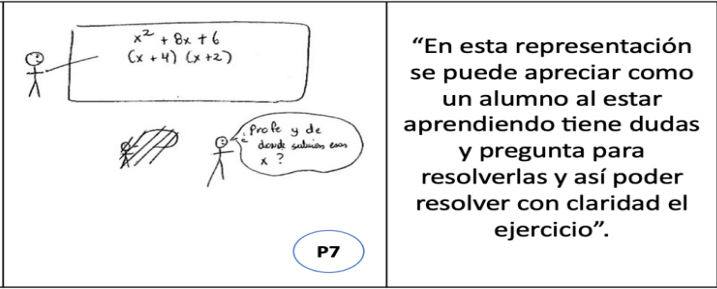 x² + 8x + 6
(x + 4) (x + 2)
Profe y de
donde salieron esas
x ?
P7
“En esta representación
se puede apreciar como
un alumno al estar
aprendiendo tiene dudas
y pregunta para
resolverlas y así poder
resolver con claridad el
ejercicio”.